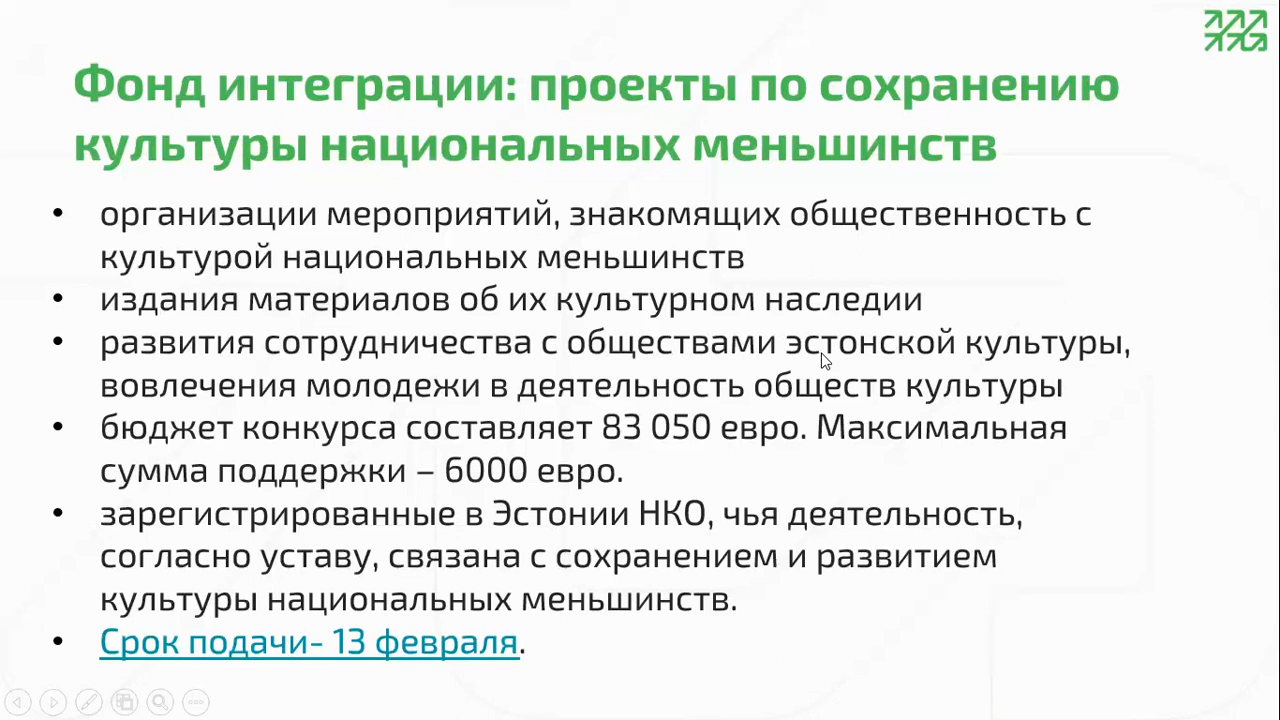 Фонд интеграции: проекты по сохранению
культуры национальных меньшинств
• организации мероприятий, знакомящих общественность с
культурой национальных меньшинств
• издания материалов об их культурном наследии
• развития сотрудничества с обществами эстонской культуры,
вовлечения молодежи в деятельность обществ культуры
• бюджет конкурса составляет 83 050 евро. Максимальная
сумма поддержки – 6000 евро.
• зарегистрированные в Эстонии НКО, чья деятельность,
согласно уставу, связана с сохранением и развитием
культуры национальных меньшинств.
• Срок подачи- 13 февраля.